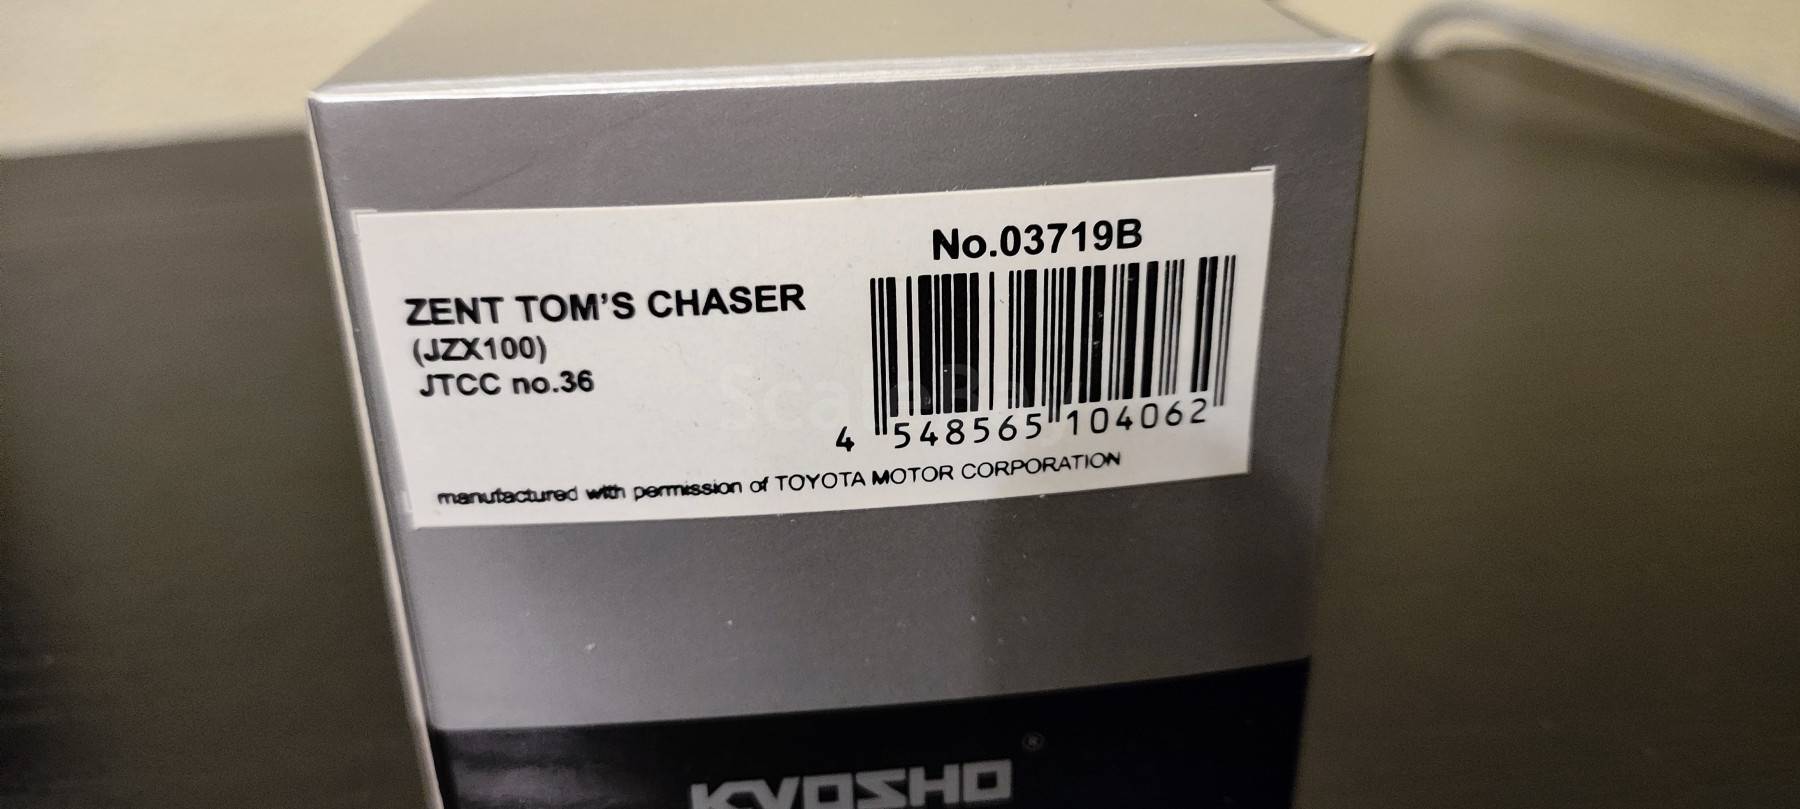 No.03719B
ZENT TOM'S CHASER
(JZX100)
JTCC no.36
4 548565 104062
manufactured with permission of TOYOTA MOTOR CORPORATION
KYOSHO ®